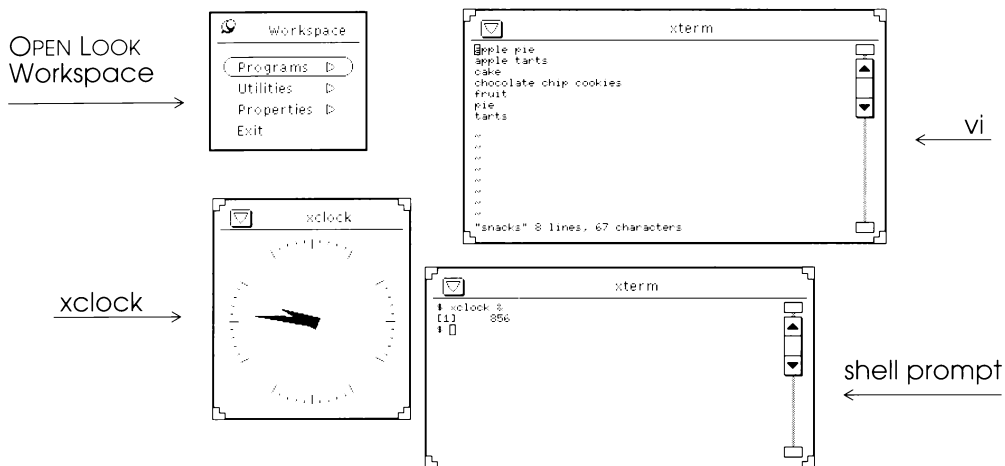 OPEN LOOK
Workspace
Workspace
Programs
Utilities
Properties
Exit
xterm
apple pie
apple tarts
cake
chocolate chip cookies
fruit
pie
tarts
~
~
~
~
~
~
~
~
"snacks" 8 lines, 67 characters
vi
xclock
xclock
xterm
# xclock &
[1] 856
#
shell prompt